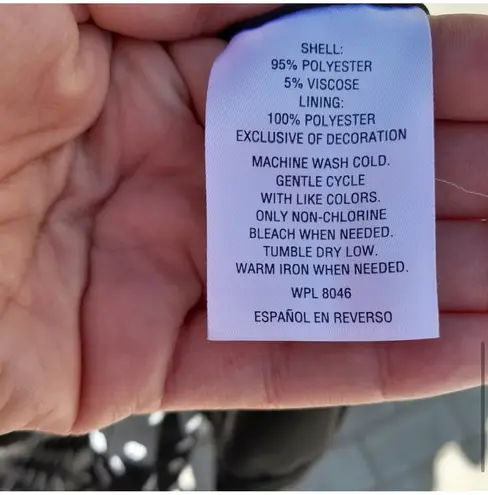 SHELL:
95% POLYESTER
5% VISCOSE
LINING:
100% POLYESTER
EXCLUSIVE OF DECORATION
MACHINE WASH COLD.
GENTLE CYCLE
WITH LIKE COLORS.
ONLY NON-CHLORINE
BLEACH WHEN NEEDED.
TUMBLE DRY LOW.
WARM IRON WHEN NEEDED.
WPL 8046
ESPAÑOL EN REVERSO